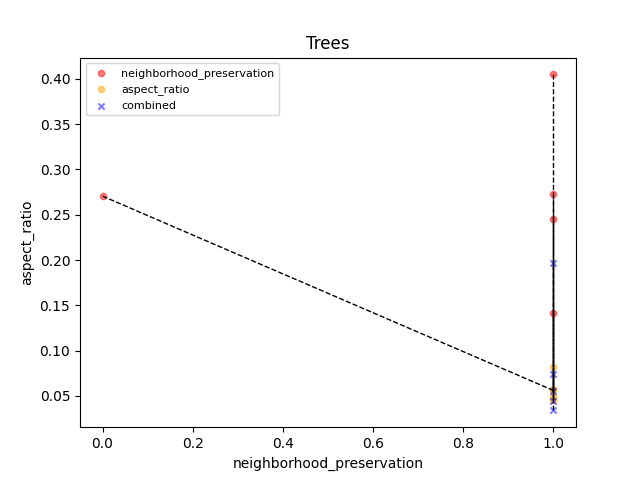 Trees
neighborhood_preservation
aspect_ratio
combined
0.40
0.35
0.30
0.25
0.20
0.15
0.10
0.05
aspect_ratio
0.0
0.2
0.4
0.6
0.8
1.0
neighborhood_preservation